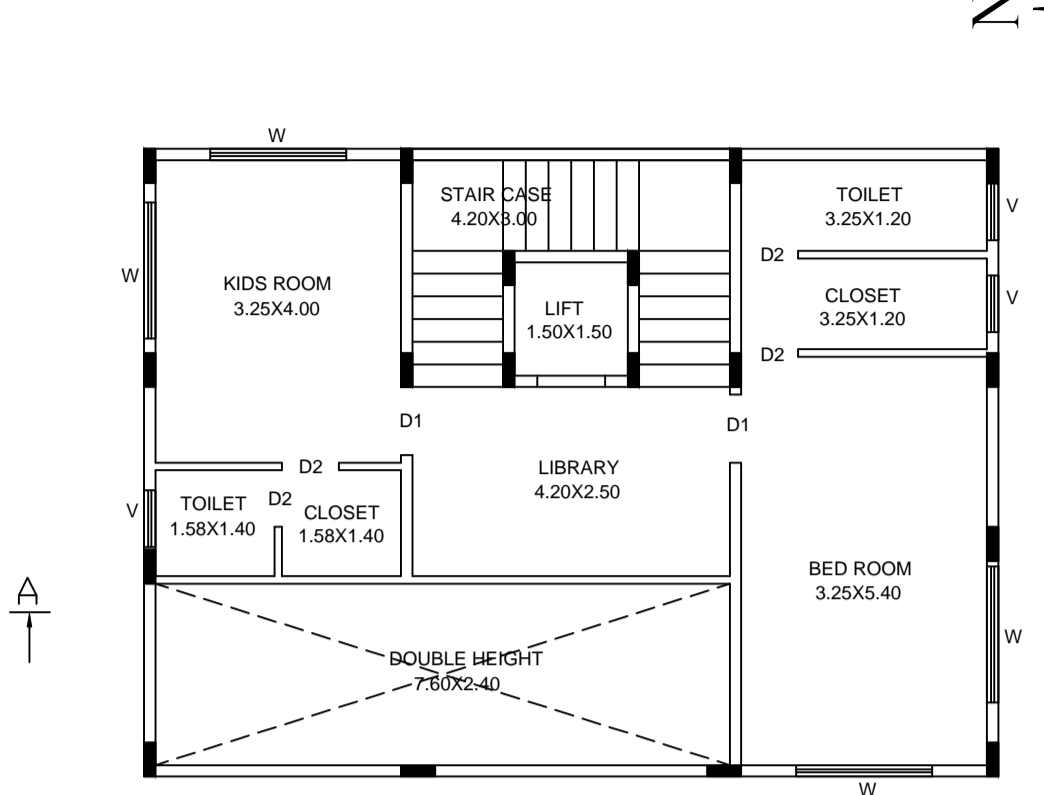 N
W
STAIR CASE
4.20X3.00
TOILET
3.25X1.20
V
D2
W
KIDS ROOM
3.25X4.00
LIFT
1.50X1.50
CLOSET
3.25X1.20
V
D2
D1
D1
D2
LIBRARY
4.20X2.50
V
TOILET
1.58X1.40
D2
CLOSET
1.58X1.40
BED ROOM
3.25X5.40
A
W
DOUBLE HEIGHT
7.60X2.40
W